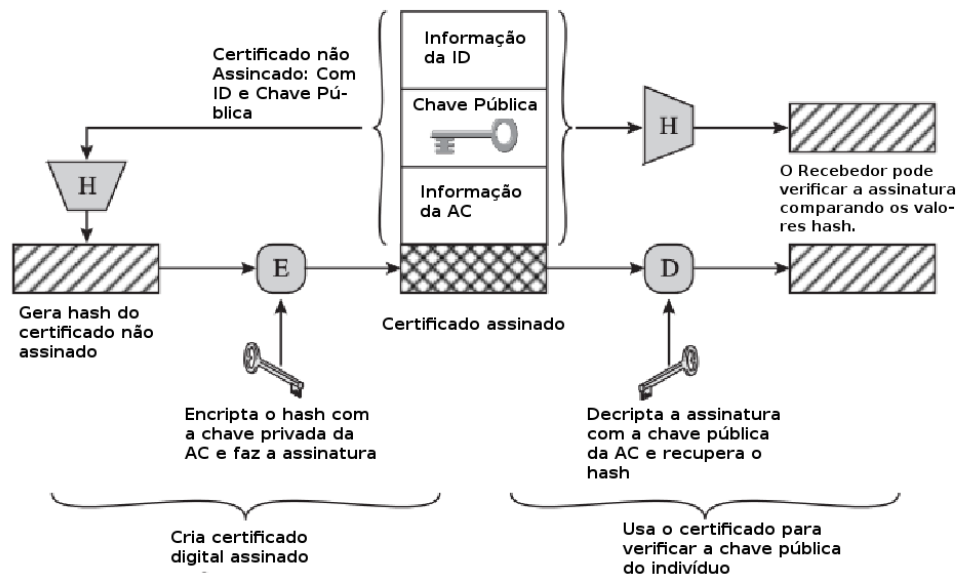 Certificado não
Assincado: Com
ID e Chave Pú-
blica
Informação
da ID
Chave Pública
Informação
da AC
H
H
O Recebedor pode
verificar a assinatura
comparando os valo-
res hash.
E
D
Gera hash do
certificado não
assinado
Certificado assinado
Encripta o hash com
a chave privada da
AC e faz a assinatura
Decripta a assinatura
com a chave pública
da AC e recupera o
hash
Cria certificado
digital assinado
Usa o certificado para
verificar a chave pública
do indivíduo